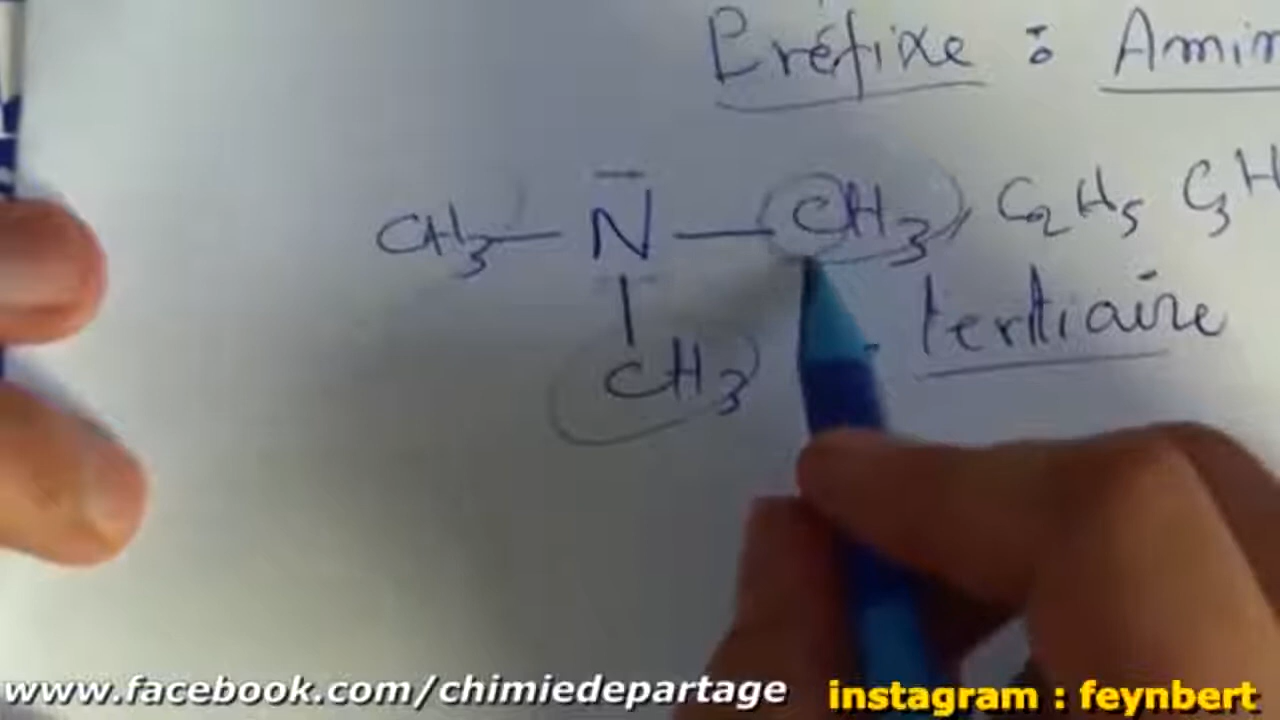 Préfixe : Amin
CH3 — N — CH3, C2H5 C3H
CH3
tertiaire
www.facebook.com/chimiedepartage
instagram : feynbert